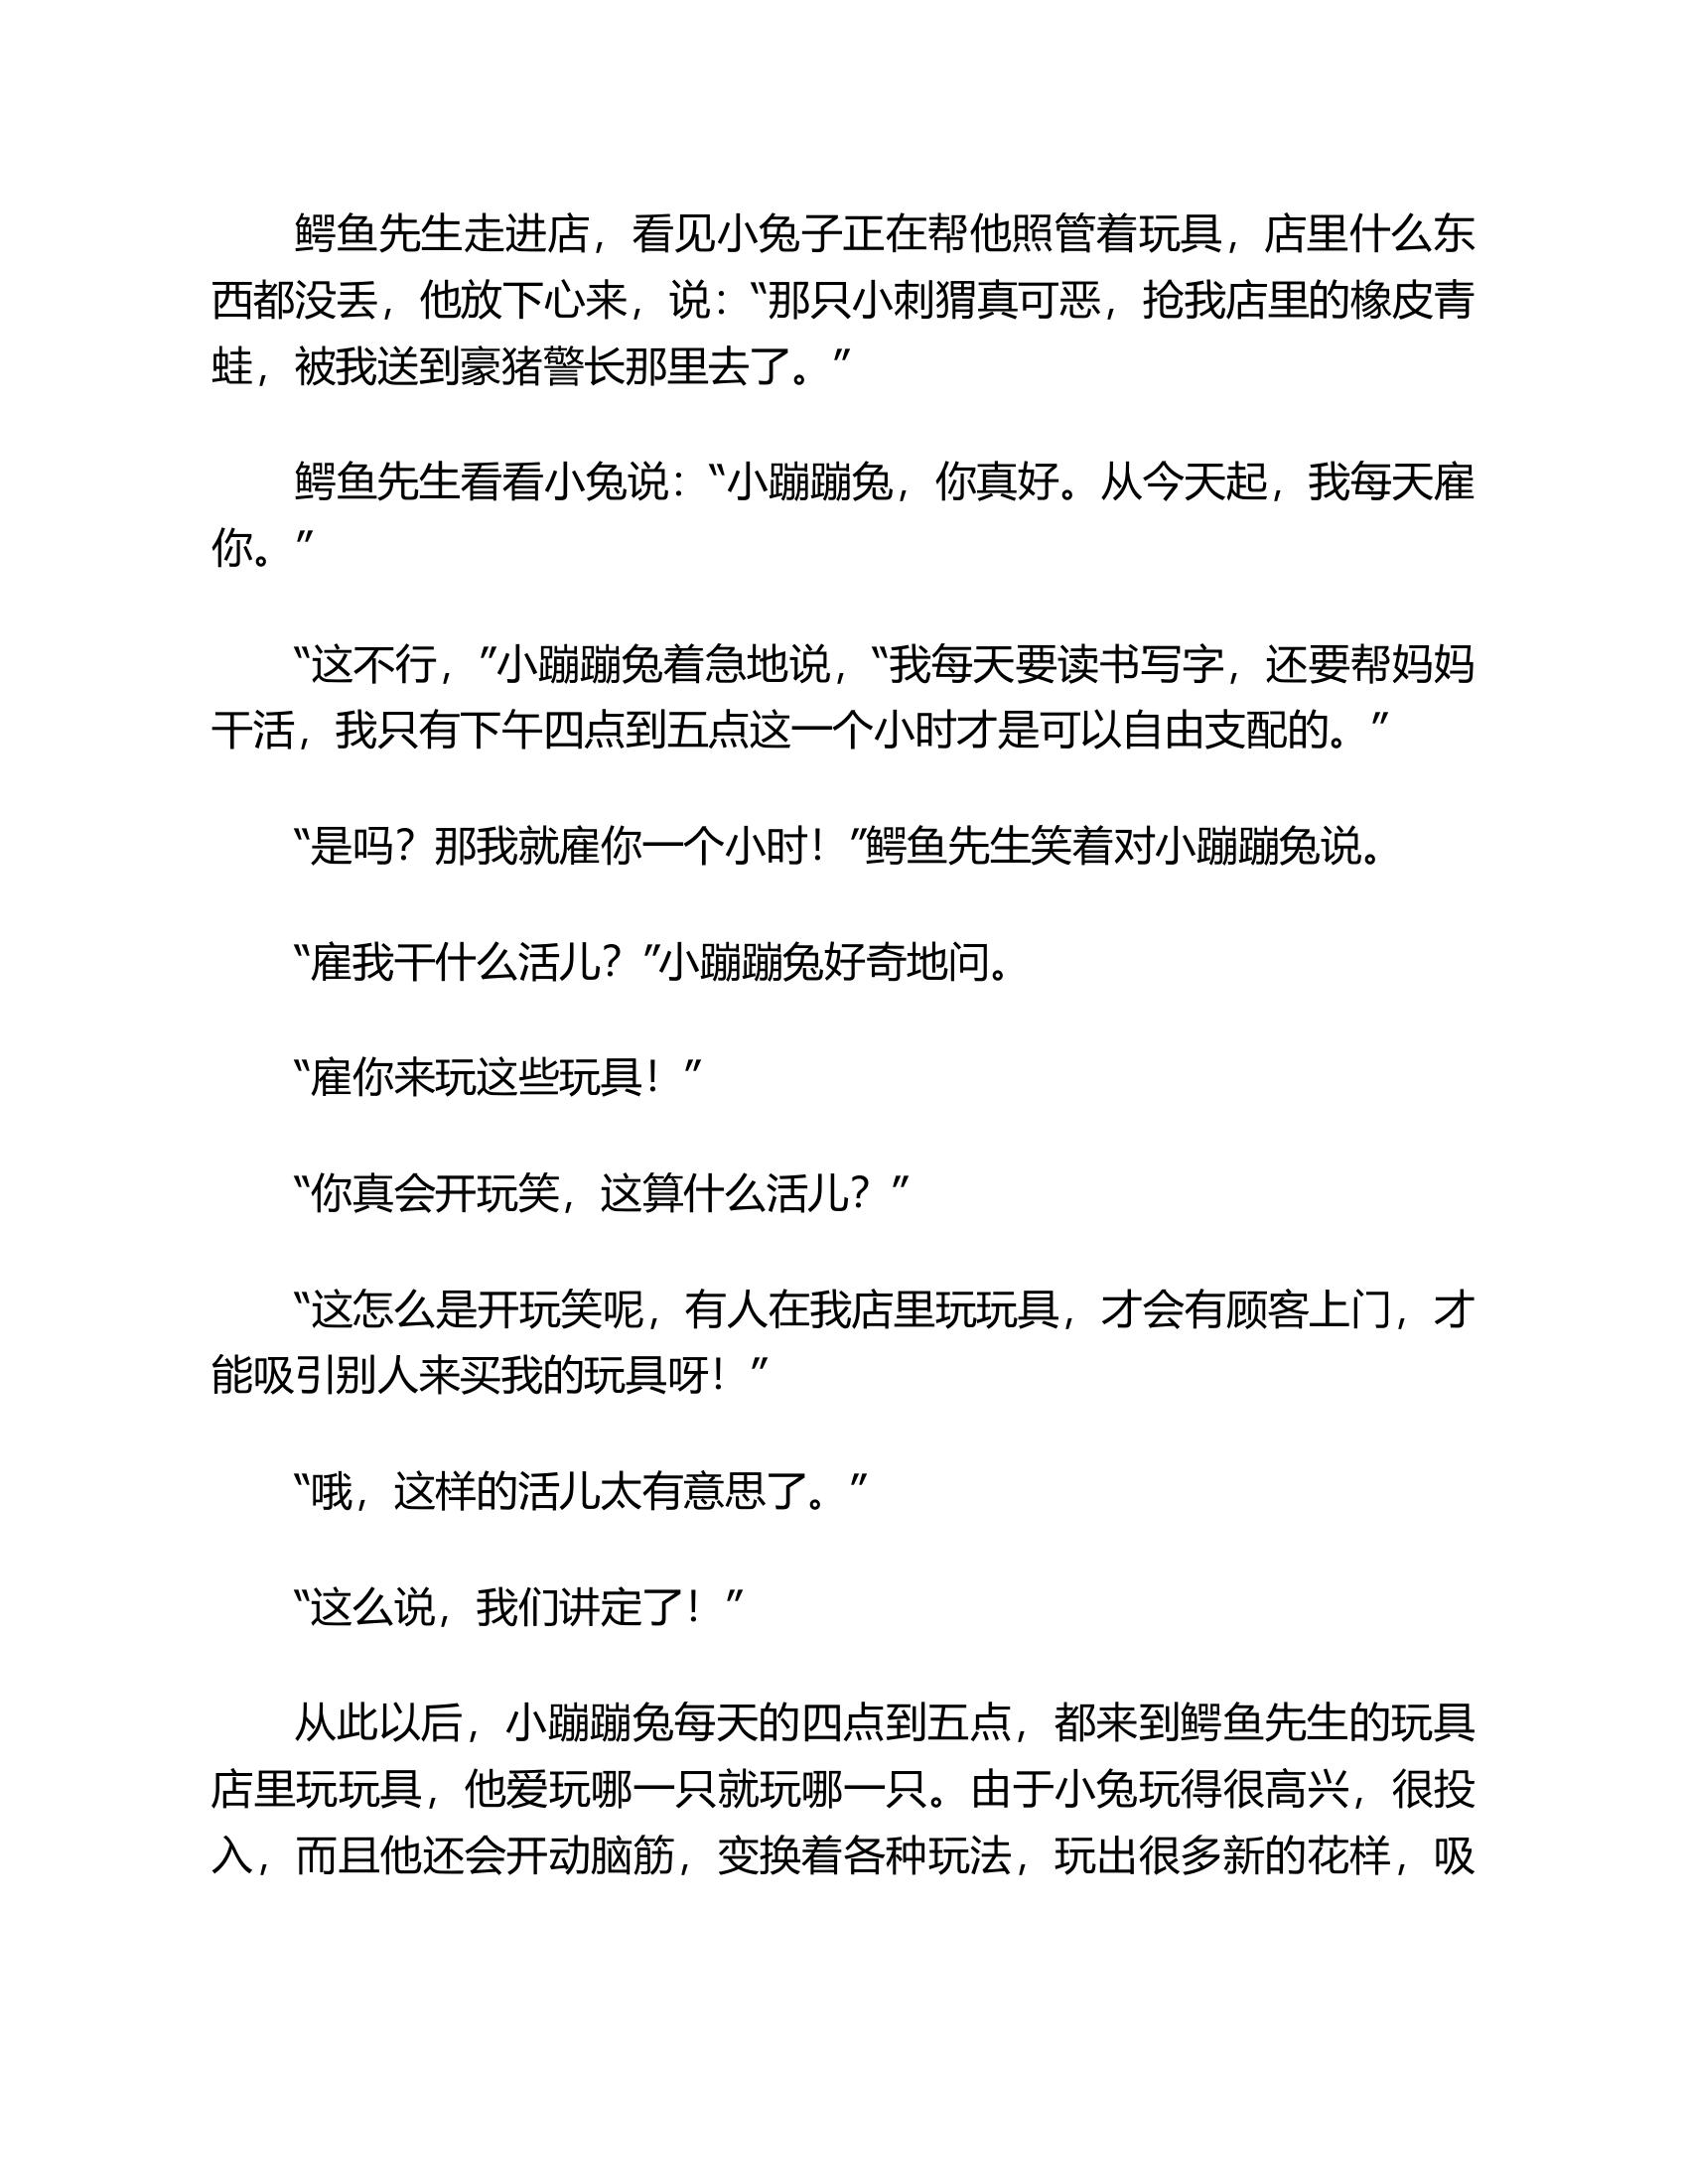 鳄鱼先生走进店，看见小兔子正在帮他照管着玩具，店里什么东
西都没丢，他放下心来，说：“那只小刺猬真可恶，抢我店里的橡皮青
蛙，被我送到豪猪警长那里去了。”
鳄鱼先生看看小兔说：“小蹦蹦兔，你真好。从今天起，我每天雇
你。”
“这不行，”小蹦蹦兔着急地说，“我每天要读书写字，还要帮妈妈
干活，我只有下午四点到五点这一个小时才是可以自由支配的。”
“是吗？那我就雇你一个小时！”鳄鱼先生笑着对小蹦蹦兔说。
“雇我干什么活儿？”小蹦蹦兔好奇地问。
“雇你来玩这些玩具！”
“你真会开玩笑，这算什么活儿？”
“这怎么是开玩笑呢，有人在我店里玩玩具，才会有顾客上门，才
能吸引别人来买我的玩具呀！”
“哦，这样的活儿太有意思了。”
“这么说，我们讲定了！”
从此以后，小蹦蹦兔每天的四点到五点，都来到鳄鱼先生的玩具
店里玩玩具，他爱玩哪一只就玩哪一只。由于小兔玩得很高兴，很投
入，而且他还会开动脑筋，变换着各种玩法，玩出很多新的花样，吸